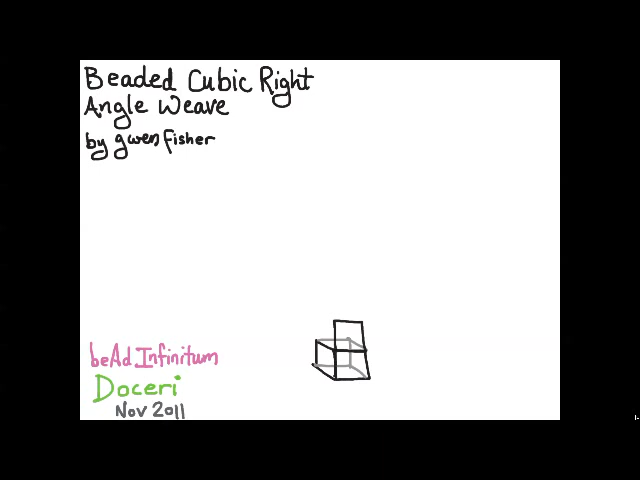 Beaded Cubic Right
Angle Weave
by gwen fisher
beAd Infinitum
Doceri
Nov 2011